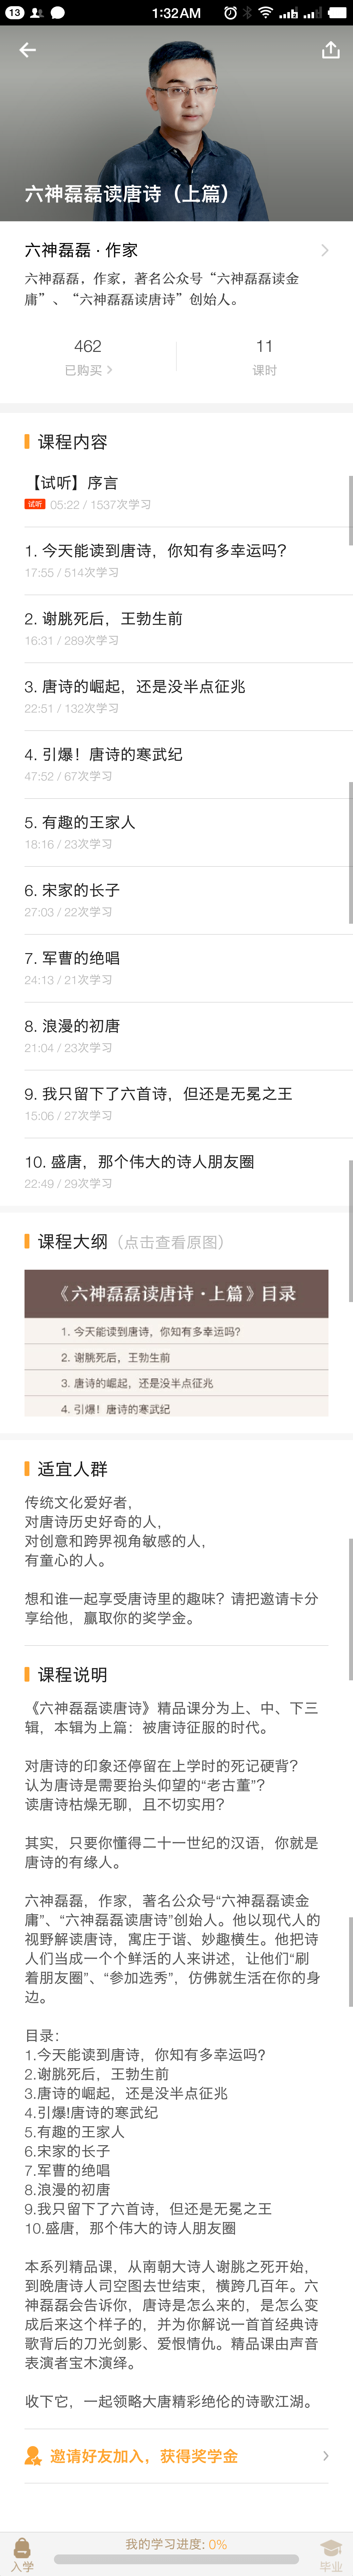 13
1:32AM
六神磊磊读唐诗（上篇）
六神磊磊 · 作家
六神磊磊，作家，著名公众号“六神磊磊读金
庸”、“六神磊磊读唐诗”创始人。
462
11
已购买
课时
课程内容
【试听】序言
试听 05:22 / 1537次学习
1. 今天能读到唐诗，你知有多幸运吗？
17:55 / 514次学习
2. 谢朓死后，王勃生前
16:31 / 289次学习
3. 唐诗的崛起，还是没半点征兆
22:51 / 132次学习
4. 引爆！唐诗的寒武纪
47:52 / 67次学习
5. 有趣的王家人
18:16 / 23次学习
6. 宋家的长子
27:03 / 22次学习
7. 军曹的绝唱
24:13 / 21次学习
8. 浪漫的初唐
21:04 / 23次学习
9. 我只留下了六首诗，但还是无冕之王
15:06 / 27次学习
10. 盛唐，那个伟大的诗人朋友圈
22:49 / 29次学习
课程大纲（点击查看原图）
《六神磊磊读唐诗·上篇》目录
1. 今天能读到唐诗，你知有多幸运吗?
2. 谢朓死后，王勃生前
3. 唐诗的崛起，还是没半点征兆
4. 引爆！唐诗的寒武纪
适宜人群
传统文化爱好者，
对唐诗历史好奇的人，
对创意和跨界视角敏感的人，
有童心的人。
想和谁一起享受唐诗里的趣味？请把邀请卡分
享给他，赢取你的奖学金。
课程说明
《六神磊磊读唐诗》精品课分为上、中、下三
辑，本辑为上篇：被唐诗征服的时代。
对唐诗的印象还停留在上学时的死记硬背？
认为唐诗是需要抬头仰望的“老古董”？
读唐诗枯燥无聊，且不切实用？
其实，只要你懂得二十一世纪的汉语，你就是
唐诗的有缘人。
六神磊磊，作家，著名公众号“六神磊磊读金
庸”、“六神磊磊读唐诗”创始人。他以现代人的
视野解读唐诗，寓庄于谐、妙趣横生。他把诗
人们当成一个个鲜活的人来讲述，让他们“刷
着朋友圈”、“参加选秀”，仿佛就生活在你的身
边。
目录：
1.今天能读到唐诗，你知有多幸运吗?
2.谢朓死后，王勃生前
3.唐诗的崛起，还是没半点征兆
4.引爆!唐诗的寒武纪
5.有趣的王家人
6.宋家的长子
7.军曹的绝唱
8.浪漫的初唐
9.我只留下了六首诗，但还是无冕之王
10.盛唐，那个伟大的诗人朋友圈
本系列精品课，从南朝大诗人谢朓之死开始，
到晚唐诗人司空图去世结束，横跨几百年。六
神磊磊会告诉你，唐诗是怎么来的，是怎么变
成后来这个样子的，并为你解说一首首经典诗
歌背后的刀光剑影、爱恨情仇。精品课由声音
表演者宝木演绎。
收下它，一起领略大唐精彩绝伦的诗歌江湖。
邀请好友加入，获得奖学金
我的学习进度: 0%
入学
毕业